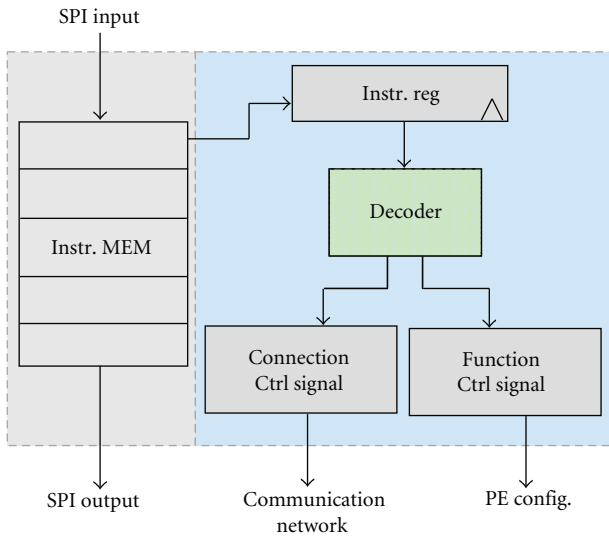 SPI input
Instr. reg
Decoder
Instr. MEM
Connection
Ctrl signal
Function
Ctrl signal
SPI output
Communication
network
PE config.